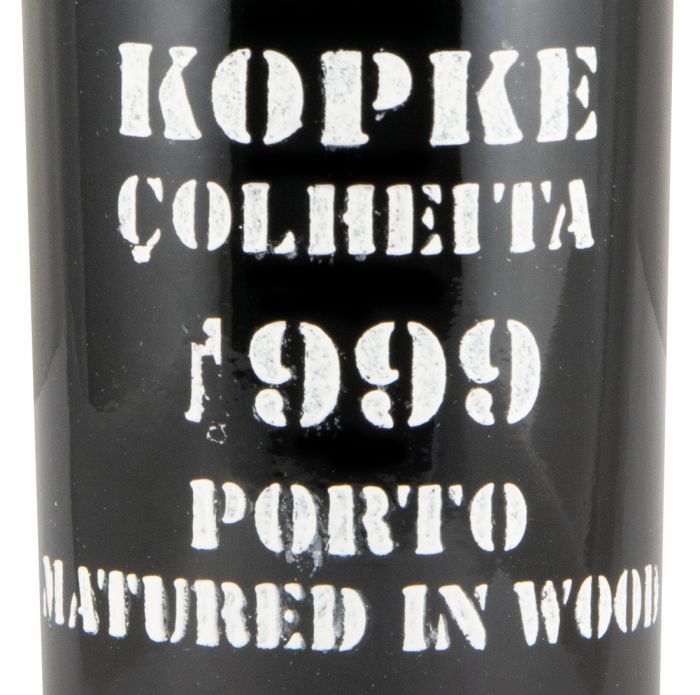 KOPKE
ÇOLHEITA
1999
PORTO
MATURED IN WOOD